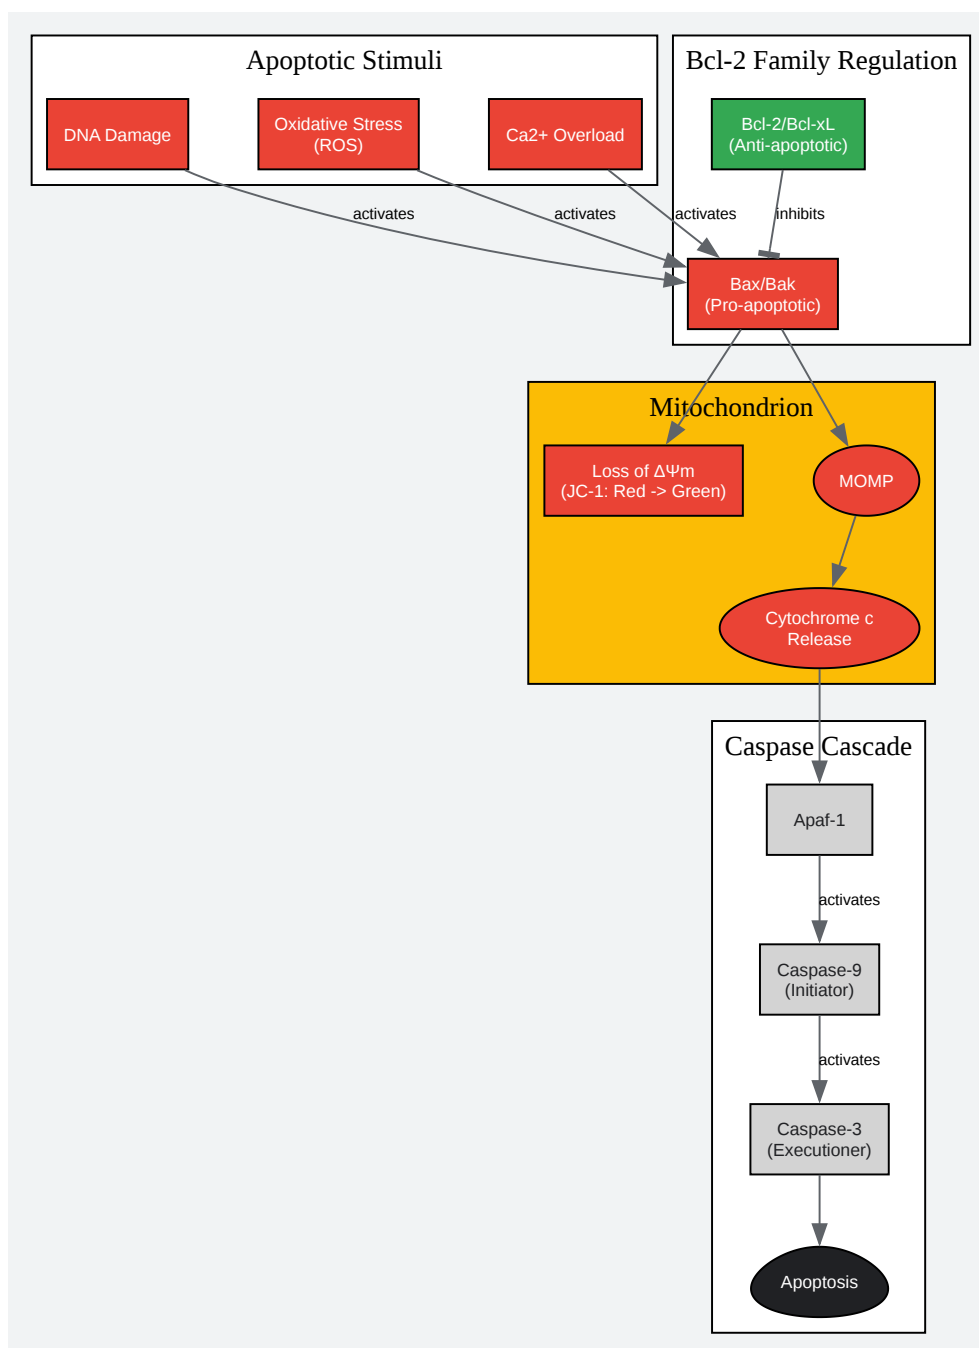 Apoptotic Stimuli
Bcl-2 Family Regulation
DNA Damage
Oxidative Stress
(ROS)
Ca2+ Overload
Bcl-2/Bcl-xL
(Anti-apoptotic)
activates
activates
activates
inhibits
Bax/Bak
(Pro-apoptotic)
Mitochondrion
Loss of ΔΨm
(JC-1: Red -> Green)
MOMP
Cytochrome c
Release
Caspase Cascade
Apaf-1
activates
Caspase-9
(Initiator)
activates
Caspase-3
(Executioner)
Apoptosis